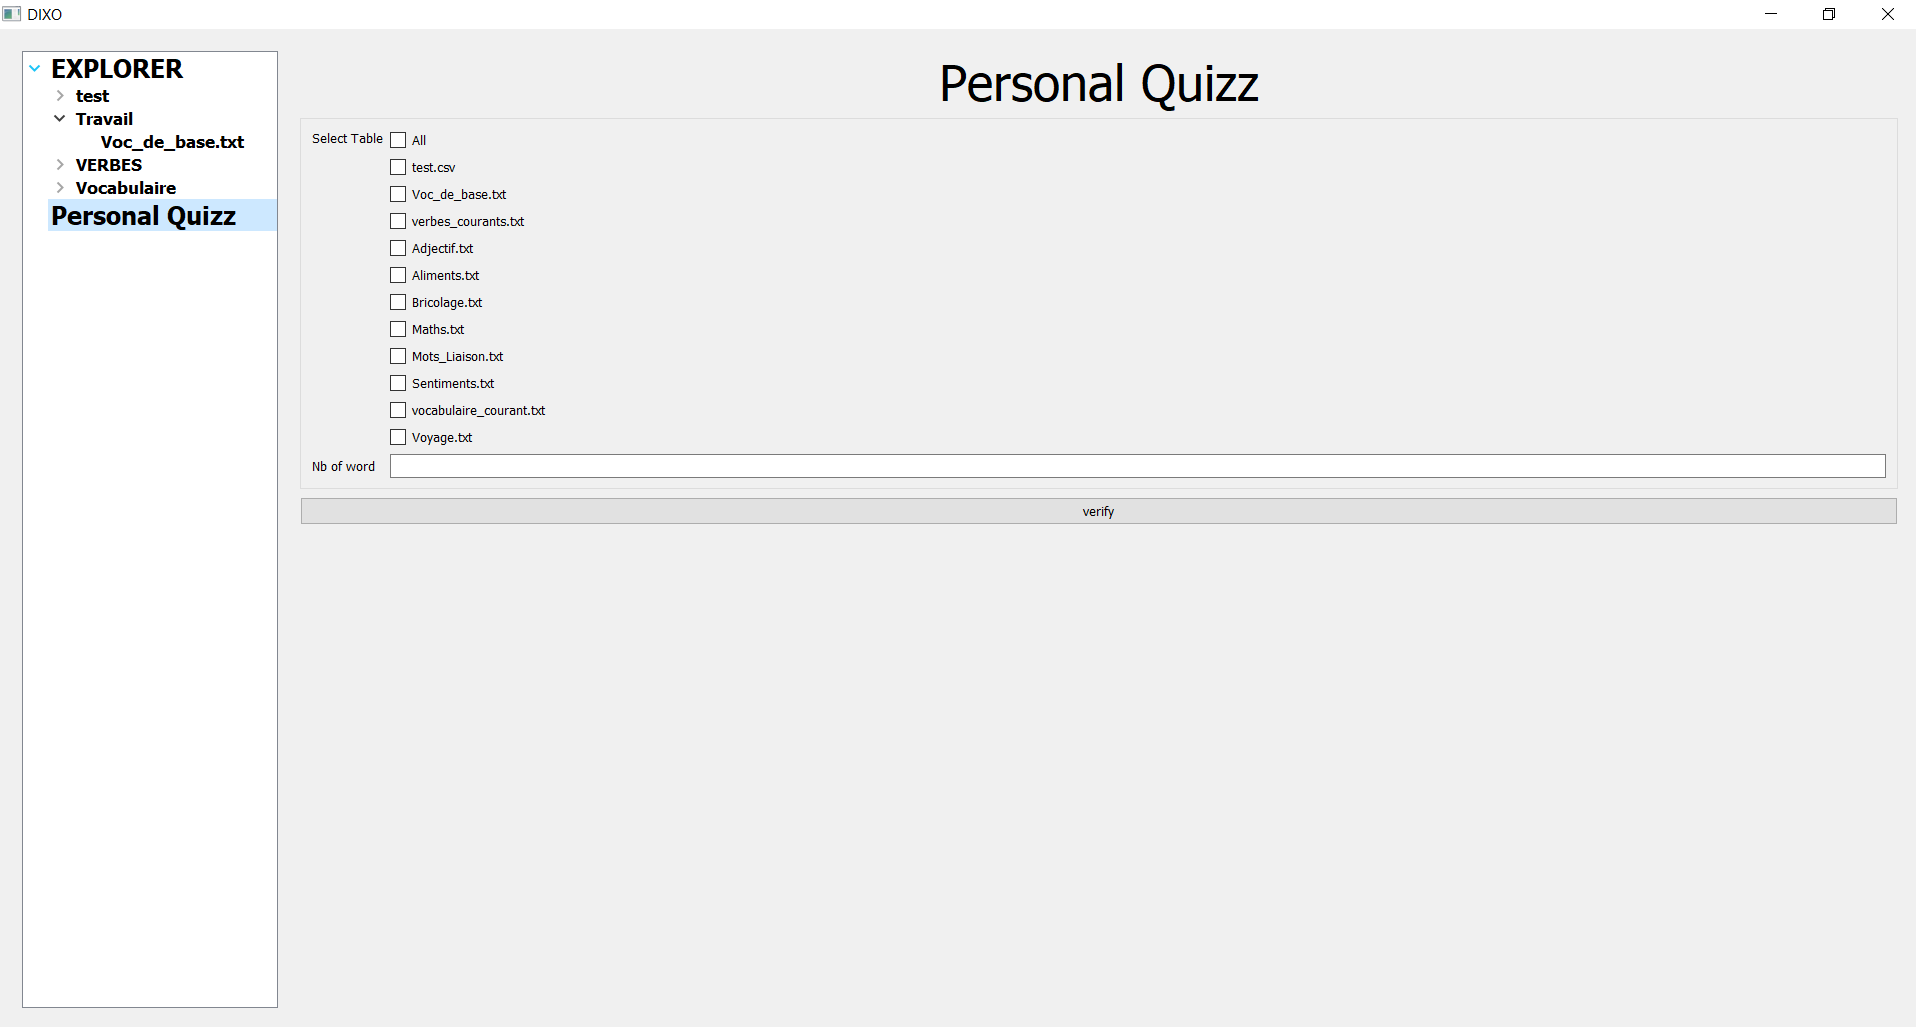 DIXO
EXPLORER
test
Travail
Voc_de_base.txt
VERBES
Vocabulaire
Personal Quizz
Personal Quizz
Select Table
All
test.csv
Voc_de_base.txt
verbes_courants.txt
Adjectif.txt
Aliments.txt
Bricolage.txt
Maths.txt
Mots_Liaison.txt
Sentiments.txt
vocabulaire_courant.txt
Voyage.txt
Nb of word
verify